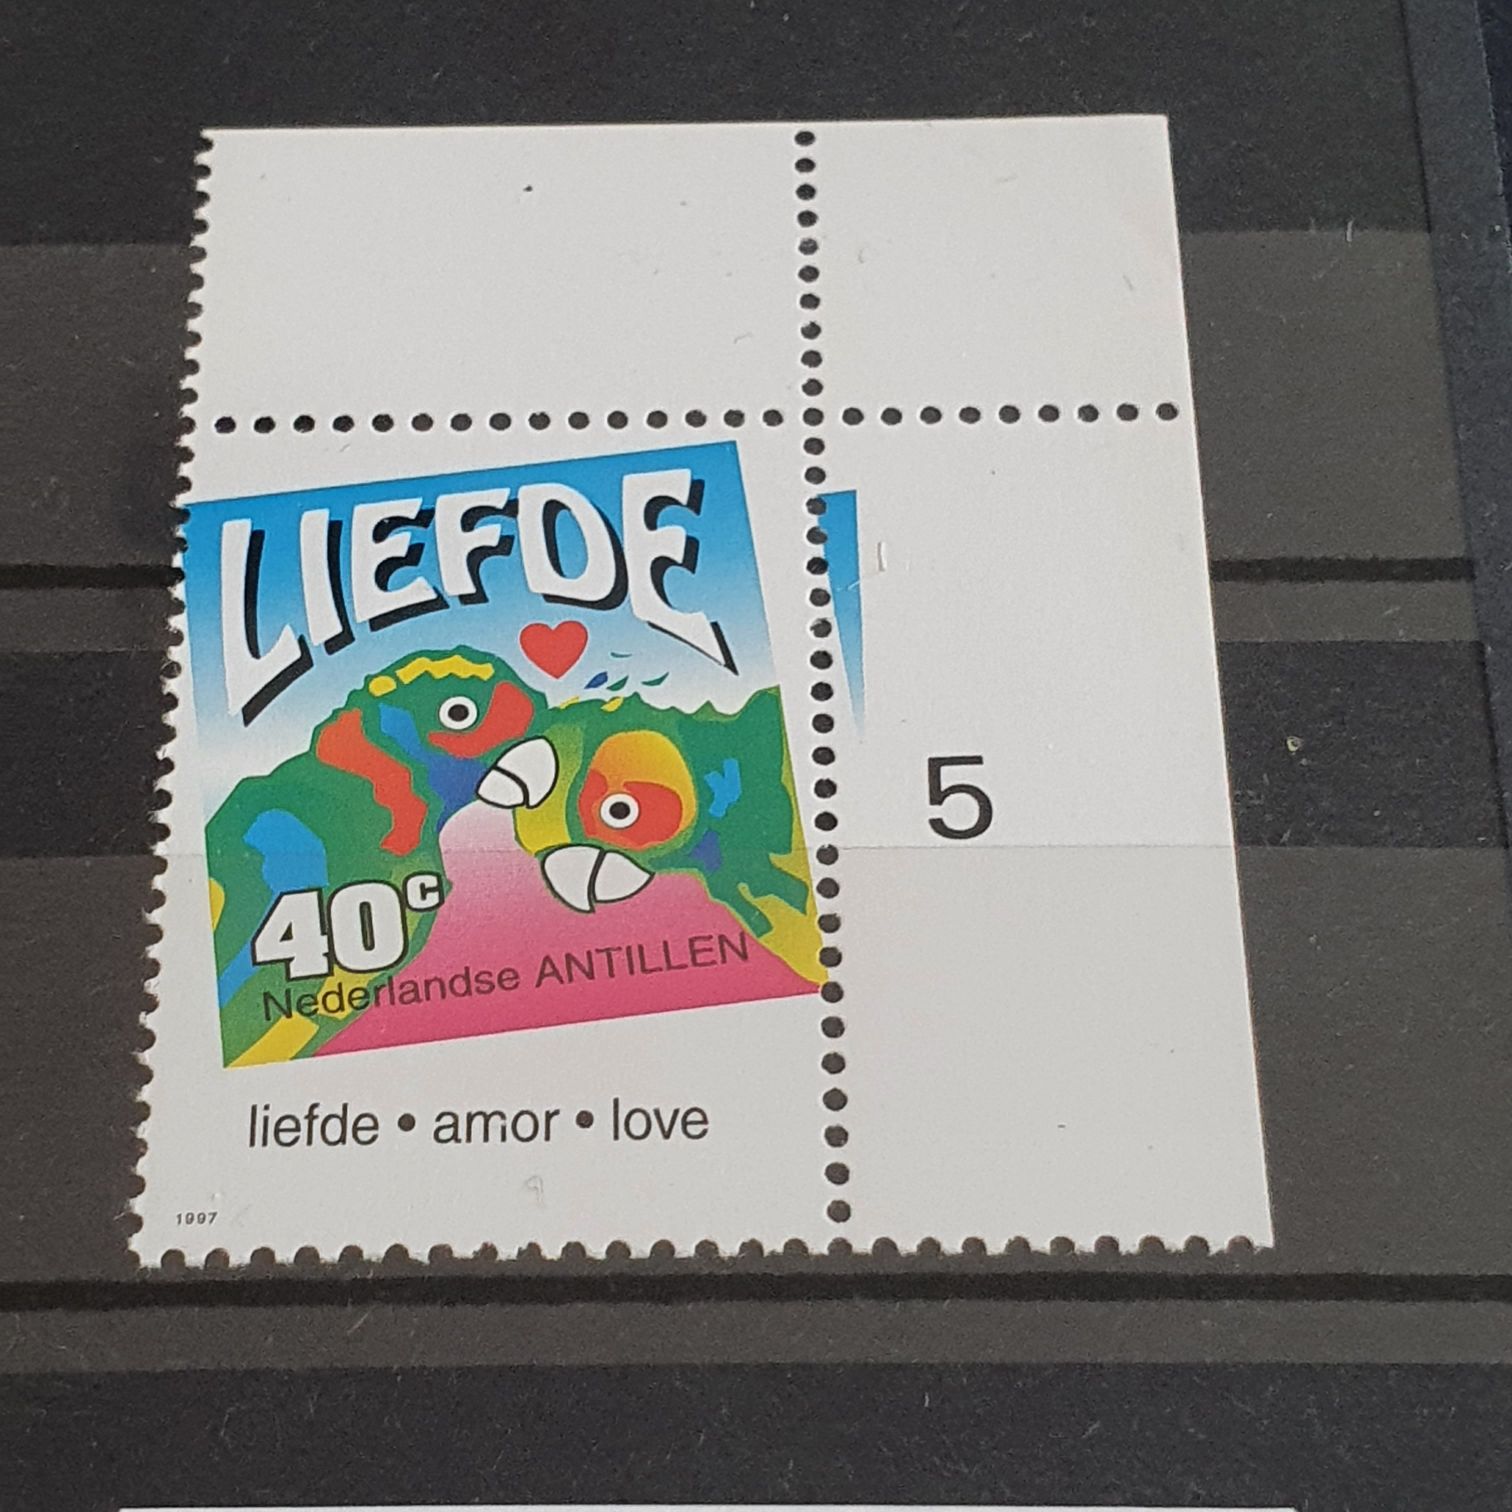 LIEFDE
5
40c
Nederlandse ANTILLEN
liefde • amor • love
1997